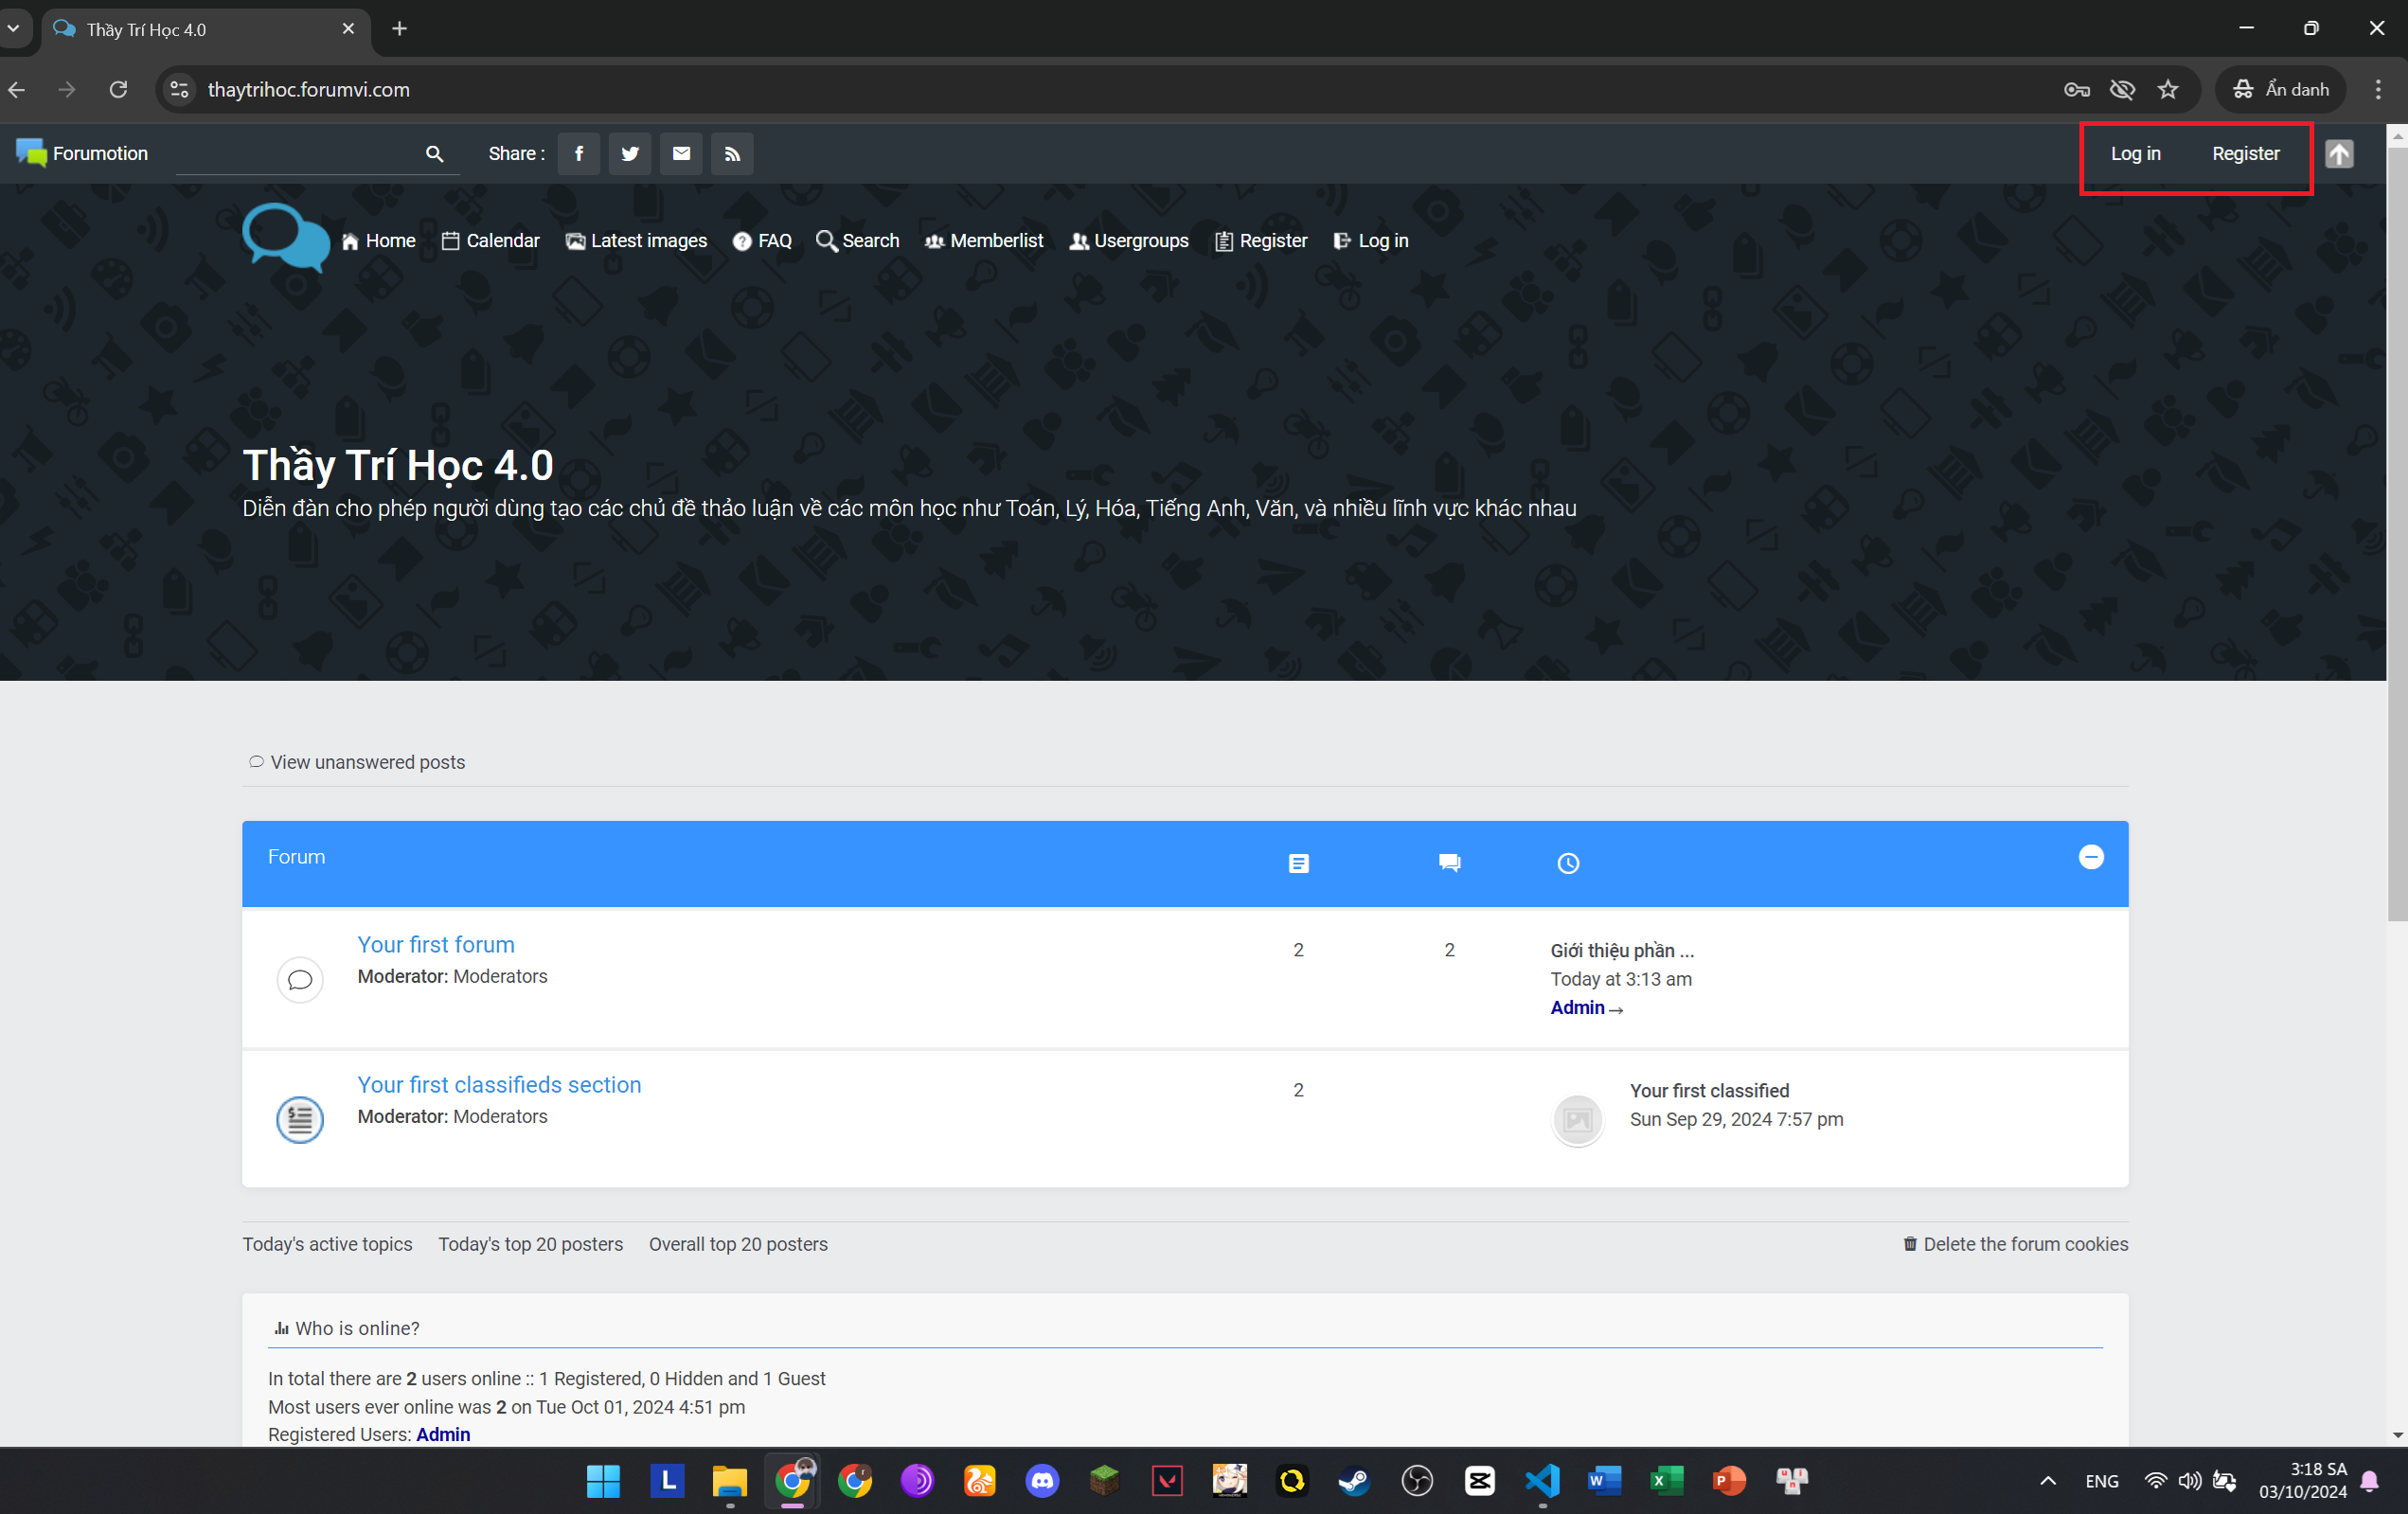 Thầy Trí Học 4.0
thaytrihoc.forumvi.com
Ẩn danh
Forumotion
Share :
Log in Register
Home Calendar Latest images FAQ Search Memberlist Usergroups Register Log in
Thầy Trí Học 4.0
Diễn đàn cho phép người dùng tạo các chủ đề thảo luận về các môn học như Toán, Lý, Hóa, Tiếng Anh, Văn, và nhiều lĩnh vực khác nhau
View unanswered posts
Forum
Your first forum
Moderator: Moderators
2
2
Giới thiệu phần ...
Today at 3:13 am
Admin→
Your first classifieds section
Moderator: Moderators
2
Your first classified
Sun Sep 29, 2024 7:57 pm
Today's active topics Today's top 20 posters Overall top 20 posters
Delete the forum cookies
Who is online?
In total there are 2 users online :: 1 Registered, 0 Hidden and 1 Guest
Most users ever online was 2 on Tue Oct 01, 2024 4:51 pm
Registered Users: Admin
ENG
3:18 SA
03/10/2024